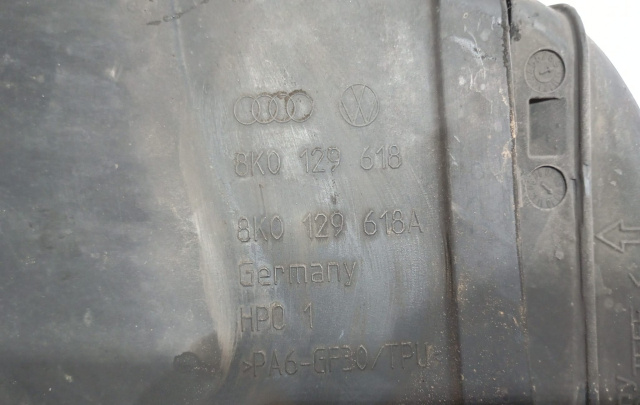 8K0 129 618
8K0 129 618A
Germany
HPO 1
>PA6-GF30/TPU<